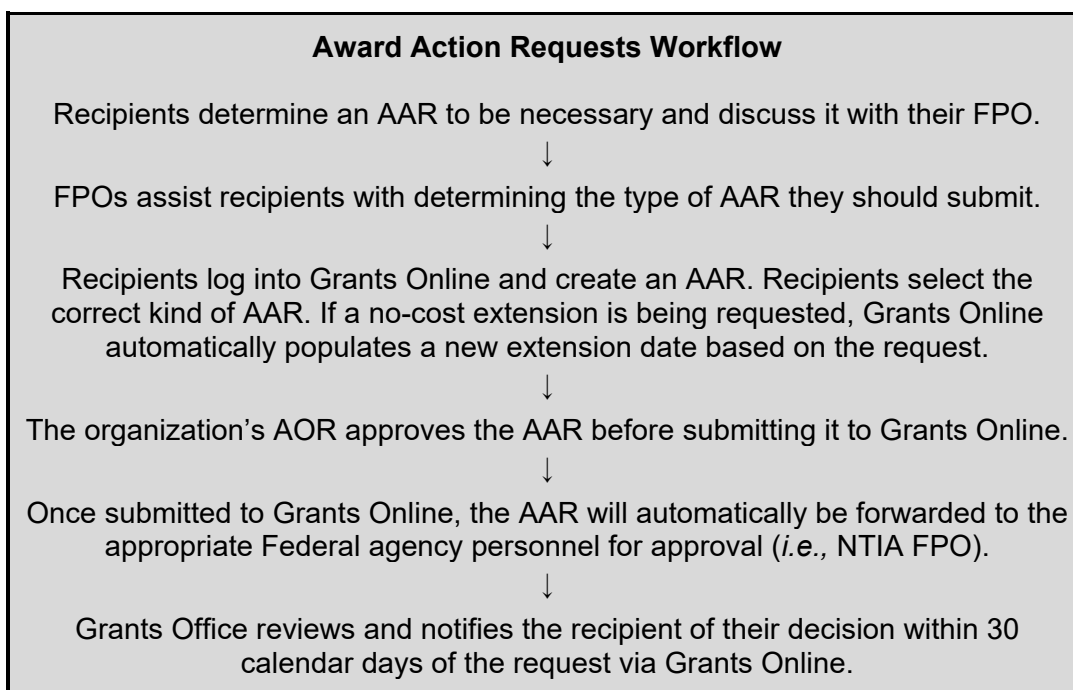 Award Action Requests Workflow
Recipients determine an AAR to be necessary and discuss it with their FPO.
↓
FPOs assist recipients with determining the type of AAR they should submit.
↓
Recipients log into Grants Online and create an AAR. Recipients select the
correct kind of AAR. If a no-cost extension is being requested, Grants Online
automatically populates a new extension date based on the request.
↓
The organization’s AOR approves the AAR before submitting it to Grants Online.
↓
Once submitted to Grants Online, the AAR will automatically be forwarded to the
appropriate Federal agency personnel for approval (i.e., NTIA FPO).
↓
Grants Office reviews and notifies the recipient of their decision within 30
calendar days of the request via Grants Online.